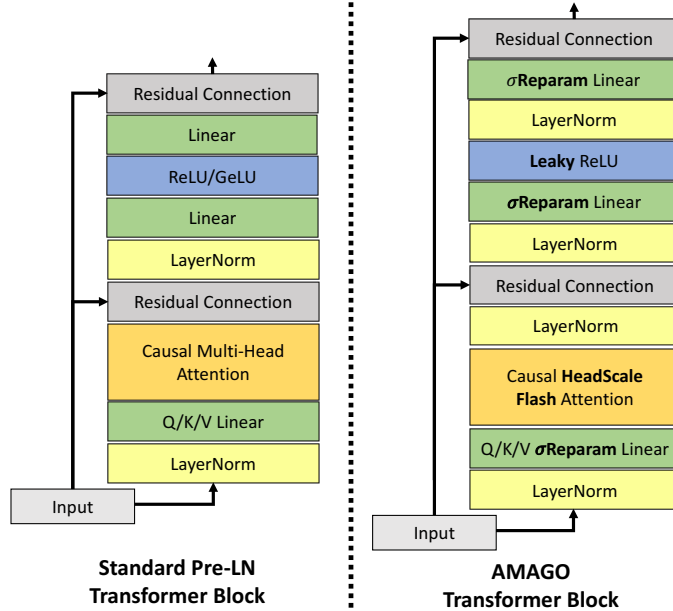 Residual Connection
Linear
ReLU/GeLU
Linear
LayerNorm
Residual Connection
Causal Multi-Head
Attention
Q/K/V Linear
LayerNorm
Input
Standard Pre-LN
Transformer Block
Residual Connection
σReparam Linear
LayerNorm
Leaky ReLU
σReparam Linear
LayerNorm
Residual Connection
LayerNorm
Causal HeadScale
Flash Attention
Q/K/V σReparam Linear
LayerNorm
Input
AMAGO
Transformer Block